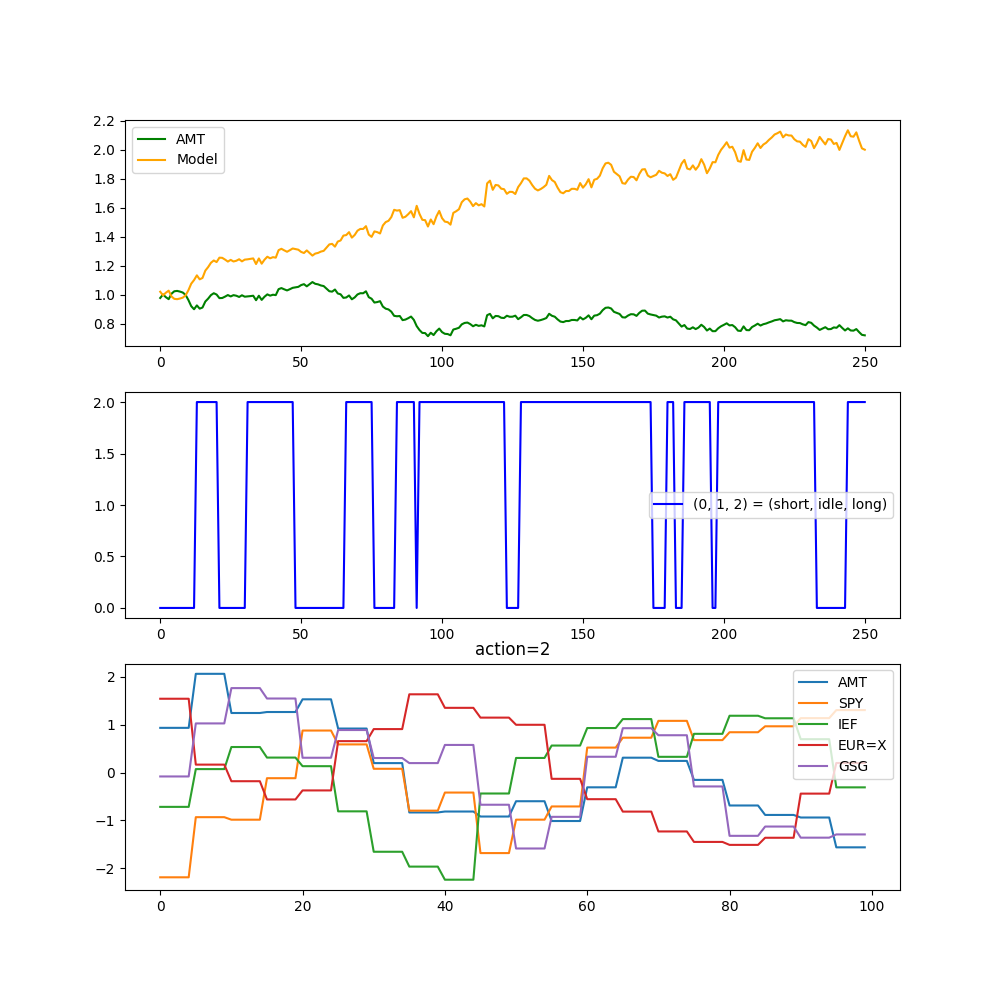 2.2
2.0
1.8
1.6
1.4
1.2
1.0
0.8
AMT
Model
0 50 100 150 200 250
2.0
1.5
1.0
0.5
0.0
(0, 1, 2) = (short, idle, long)
0 50 100 150 200 250
action=2
2
1
0
−1
−2
AMT
SPY
IEF
EUR=X
GSG
0 20 40 60 80 100